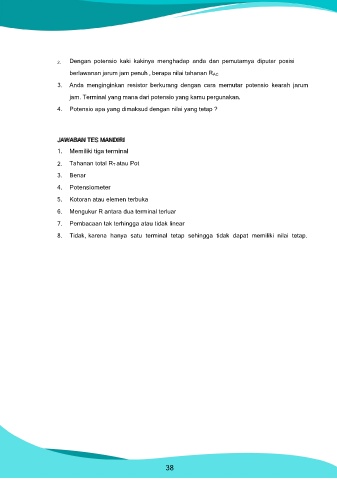 2. Dengan potensio kaki kakinya menghadap anda dan pemutarnya diputar posisi
berlawanan jarum jam penuh , berapa nilai tahanan RAC
3. Anda menginginkan resistor berkurang dengan cara memutar potensio kearah jarum
jam. Terminal yang mana dari potensio yang kamu pergunakan.
4. Potensio apa yang dimaksud dengan nilai yang tetap ?
JAWABAN TES MANDIRI
1. Memiliki tiga terminal
2. Tahanan total RT atau Pot
3. Benar
4. Potensiometer
5. Kotoran atau elemen terbuka
6. Mengukur R antara dua terminal terluar
7. Pembacaan tak terhingga atau tidak linear
8. Tidak, karena hanya satu terminal tetap sehingga tidak dapat memiliki nilai tetap.
38